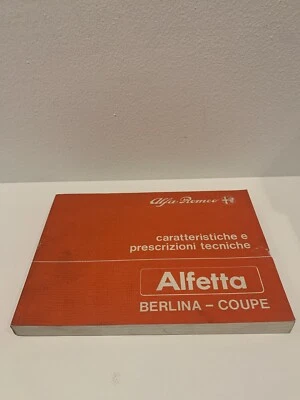 Alfa Romeo
caratteristiche e
prescrizioni tecniche
Alfetta
BERLINA - COUPE